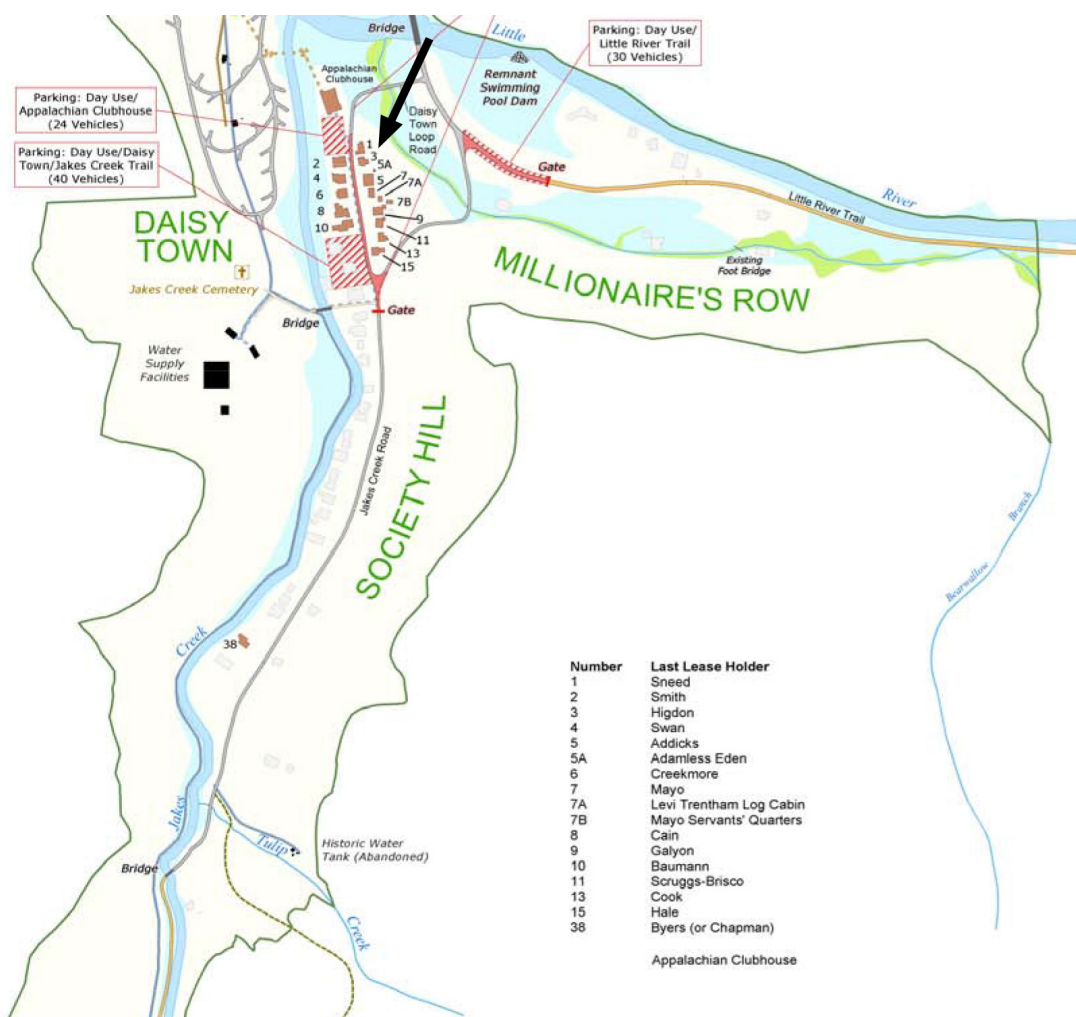 Bridge
Little
Parking: Day Use/
Little River Trail
(30 Vehicles)
Appalachian
Clubhouse
Remnant
Swimming
Pool Dam
Parking: Day Use/
Appalachian Clubhouse
(24 Vehicles)
Daisy
Town
Loop
Road
Parking: Day Use/Daisy
Town/Jakes Creek Trail
(40 Vehicles)
1
2
3
4
5A
5
7
7A
6
7B
8
9
10
11
13
15
Gate
Little River Trail
River
DAISY
TOWN
Existing
Foot Bridge
MILLIONAIRE'S ROW
Jakes Creek Cemetery
Gate
Bridge
Water
Supply
Facilities
Jakes Creek Road
SOCIETY HILL
Branch
Bearwallow
Creek
38
Jakes
Tulip
Historic Water
Tank (Abandoned)
Bridge
Creek
Number Last Lease Holder
1 Sneed
2 Smith
3 Higdon
4 Swan
5 Addicks
5A Adamless Eden
6 Creekmore
7 Mayo
7A Levi Trentham Log Cabin
7B Mayo Servants' Quarters
8 Cain
9 Galyon
10 Baumann
11 Scruggs-Brisco
13 Cook
15 Hale
38 Byers (or Chapman)
Appalachian Clubhouse